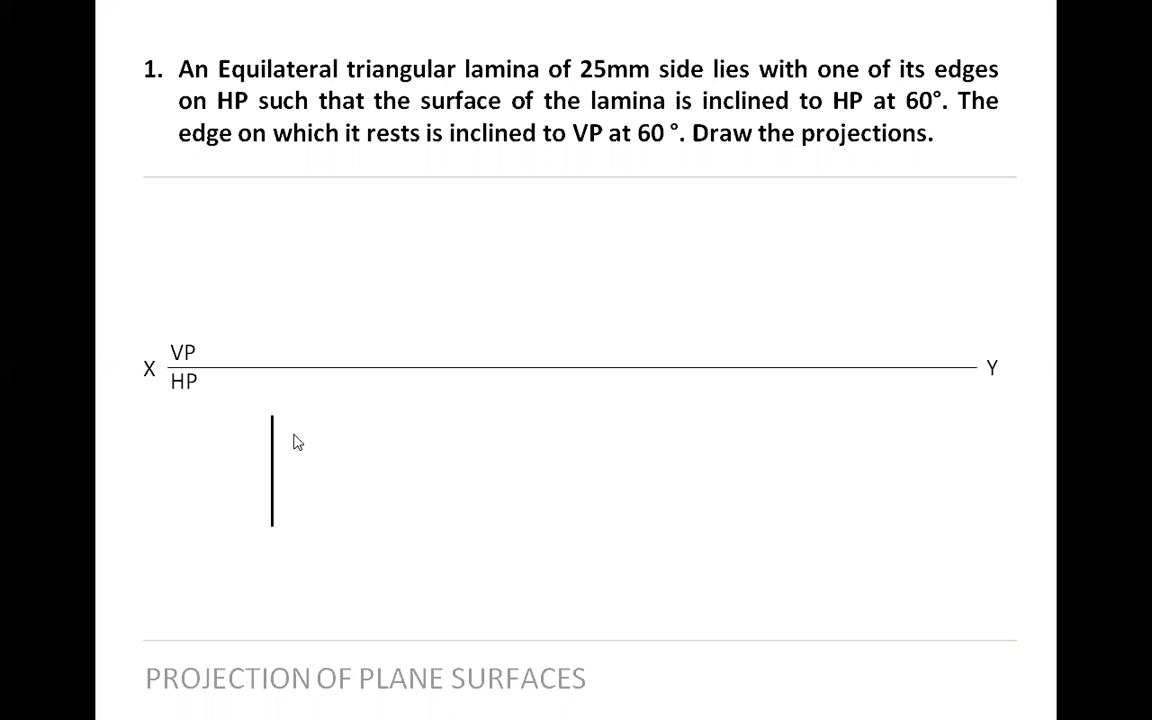 1. An Equilateral triangular lamina of 25mm side lies with one of its edges
on HP such that the surface of the lamina is inclined to HP at 60°. The
edge on which it rests is inclined to VP at 60 °. Draw the projections.
VP
X Y
HP
PROJECTION OF PLANE SURFACES